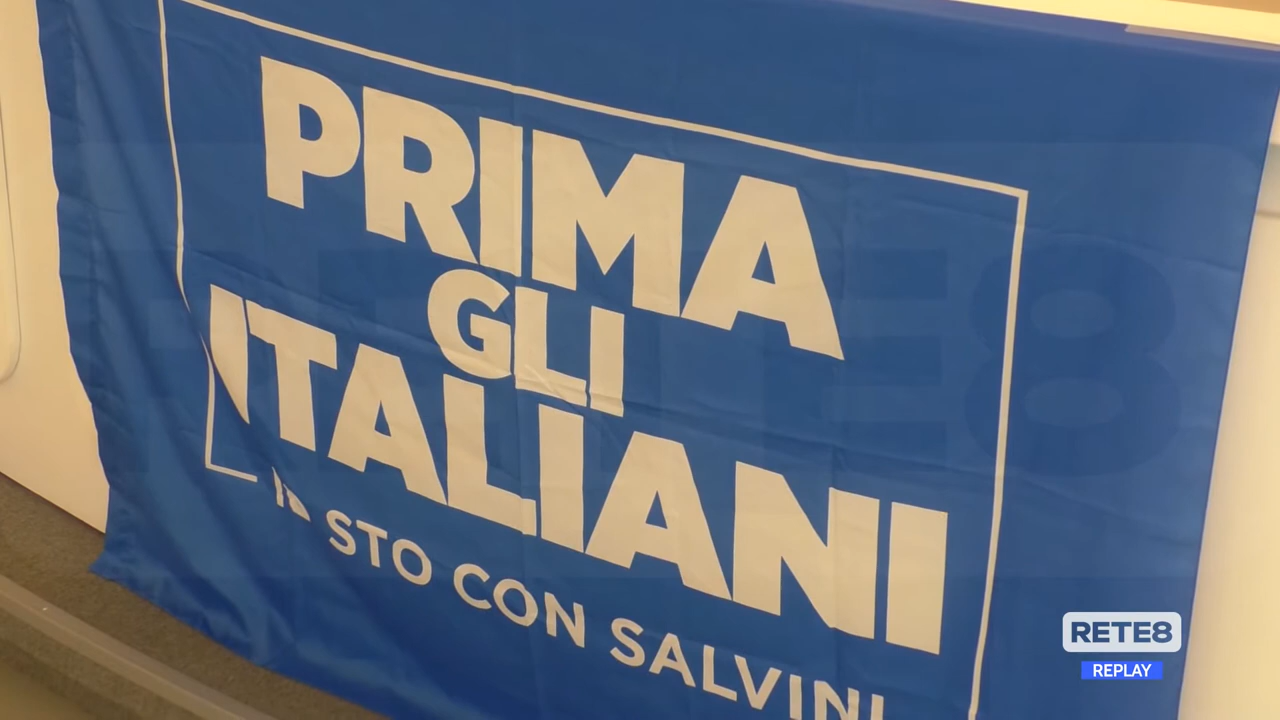 PRIMA
GLI
ITALIANI
STO CON SALVINI
RETE8
REPLAY